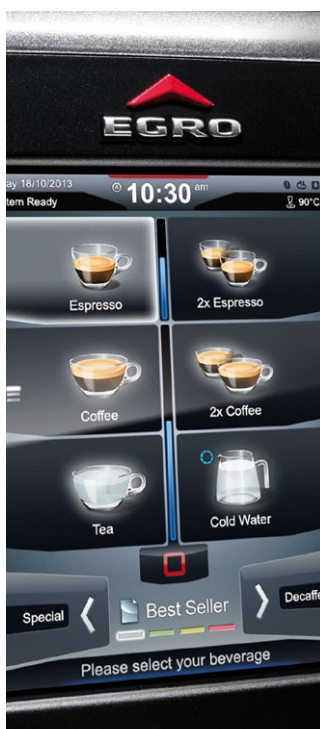 EGRO
ay 18/10/2013
10:30 am
tem Ready
90°C
Espresso
2x Espresso
Coffee
2x Coffee
Tea
Cold Water
Special
Best Seller
Decaffe
Please select your beverage